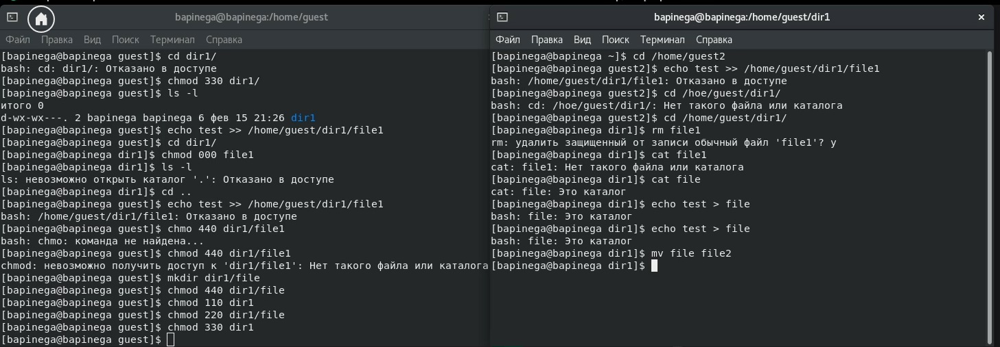 bapinega@bapinega:/home/guest
Файл Правка Вид Поиск Терминал Справка
[bapinega@bapinega guest]$ cd dir1/
bash: cd: dir1/: Отказано в доступе
[bapinega@bapinega guest]$ chmod 330 dir1/
[bapinega@bapinega guest]$ ls -l
итого 0
d-wx-wx---. 2 bapinega bapinega 6 фев 15 21:26 dir1
[bapinega@bapinega guest]$ echo test >> /home/guest/dir1/file1
[bapinega@bapinega guest]$ cd dir1/
[bapinega@bapinega dir1]$ chmod 000 file1
[bapinega@bapinega dir1]$ ls -l
ls: невозможно открыть каталог '.': Отказано в доступе
[bapinega@bapinega dir1]$ cd ..
[bapinega@bapinega guest]$ echo test >> /home/guest/dir1/file1
bash: /home/guest/dir1/file1: Отказано в доступе
[bapinega@bapinega guest]$ chmo 440 dir1/file1
bash: chmo: команда не найдена...
[bapinega@bapinega guest]$ chmod 440 dir1/file1
chmod: невозможно получить доступ к 'dir1/file1': Нет такого файла или каталога
[bapinega@bapinega guest]$ mkdir dir1/file
[bapinega@bapinega guest]$ chmod 440 dir1/file
[bapinega@bapinega guest]$ chmod 110 dir1
[bapinega@bapinega guest]$ chmod 220 dir1/file
[bapinega@bapinega guest]$ chmod 330 dir1
[bapinega@bapinega guest]$
bapinega@bapinega:/home/guest/dir1
Файл Правка Вид Поиск Терминал Справка
[bapinega@bapinega ~]$ cd /home/guest2
[bapinega@bapinega guest2]$ echo test >> /home/guest/dir1/file1
bash: /home/guest/dir1/file1: Отказано в доступе
[bapinega@bapinega guest2]$ cd /hoe/guest/dir1/
bash: cd: /hoe/guest/dir1/: Нет такого файла или каталога
[bapinega@bapinega guest2]$ cd /home/guest/dir1/
[bapinega@bapinega dir1]$ rm file1
rm: удалить защищенный от записи обычный файл 'file1'? y
[bapinega@bapinega dir1]$ cat file1
cat: file1: Нет такого файла или каталога
[bapinega@bapinega dir1]$ cat file
cat: file: Это каталог
[bapinega@bapinega dir1]$ echo test > file
bash: file: Это каталог
[bapinega@bapinega dir1]$ echo test > file
bash: file: Это каталог
[bapinega@bapinega dir1]$ mv file file2
[bapinega@bapinega dir1]$